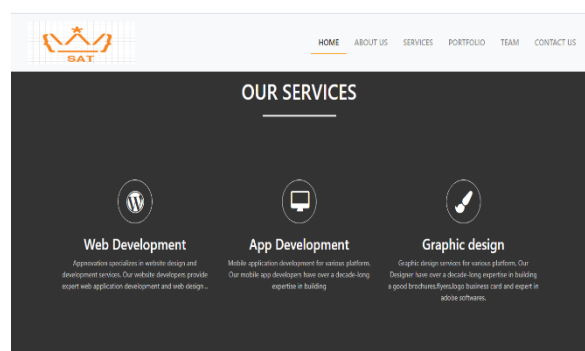 SAT
HOME ABOUT US SERVICES PORTFOLIO TEAM CONTACT US
OUR SERVICES
Web Development
Appnovation specializes in website design and
development services. Our website developers provide
expert web application development and web design ..
App Development
Mobile application development for various platform.
Our mobile app developers have over a decade-long
expertise in building
Graphic design
Graphic design services for various platform. Our
Designer have over a decade-long expertise in building
a good brochures,flyers,logo business card and expert in
adobe softwares.